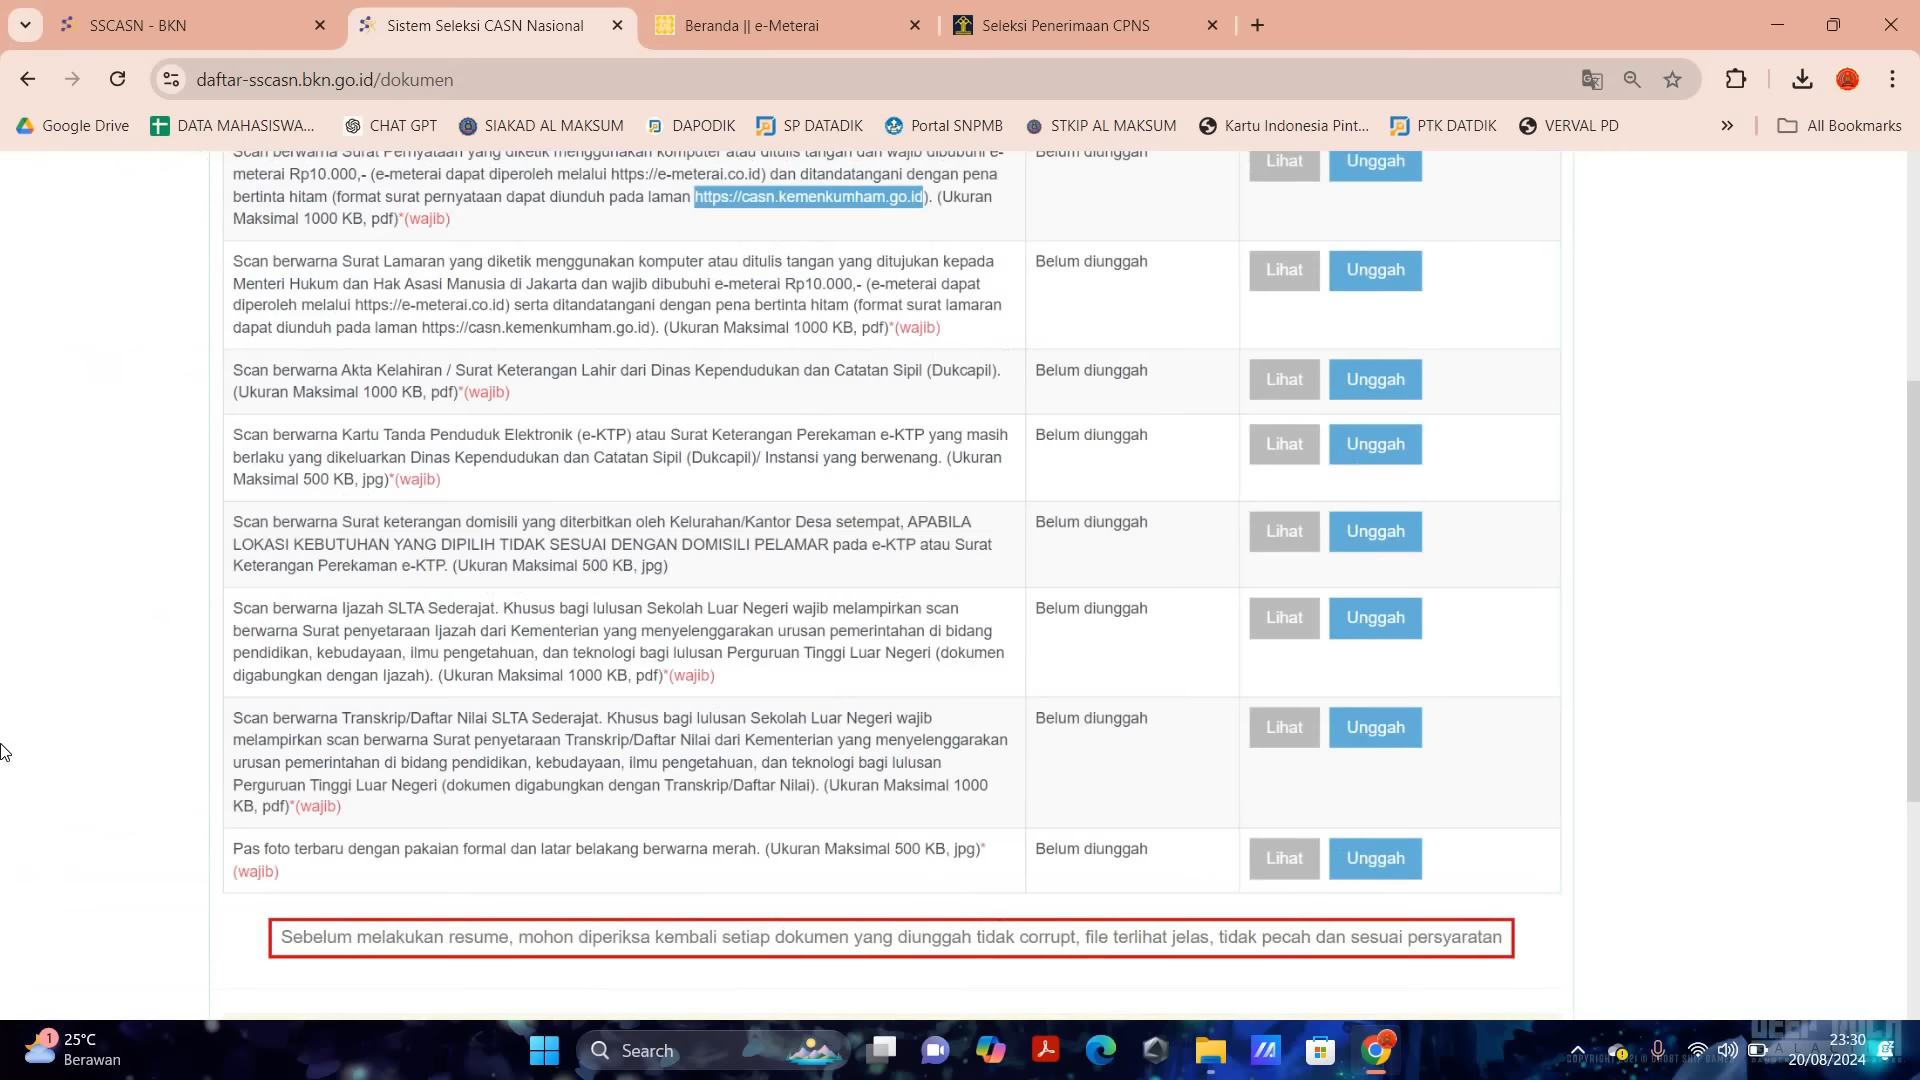 SSCASN - BKN
Sistem Seleksi CASN Nasional
Beranda || e-Meterai
Seleksi Penerimaan CPNS
daftar-sscasn.bkn.go.id/dokumen
Google Drive
DATA MAHASISWA...
CHAT GPT
SIAKAD AL MAKSUM
DAPODIK
SP DATADIK
Portal SNPMB
STKIP AL MAKSUM
Kartu Indonesia Pint...
PTK DATDIK
VERVAL PD
All Bookmarks
Scan berwarna Surat Pernyataan yang diketik menggunakan komputer atau ditulis tangan dan wajib dibubuhi e-
meterai Rp10.000,- (e-meterai dapat diperoleh melalui https://e-meterai.co.id) dan ditandatangani dengan pena
bertinta hitam (format surat pernyataan dapat diunduh pada laman https://casn.kemenkumham.go.id). (Ukuran
Maksimal 1000 KB, pdf)*(wajib)
Belum diunggah
Lihat
Unggah
Scan berwarna Surat Lamaran yang diketik menggunakan komputer atau ditulis tangan yang ditujukan kepada
Menteri Hukum dan Hak Asasi Manusia di Jakarta dan wajib dibubuhi e-meterai Rp10.000,- (e-meterai dapat
diperoleh melalui https://e-meterai.co.id) serta ditandatangani dengan pena bertinta hitam (format surat lamaran
dapat diunduh pada laman https://casn.kemenkumham.go.id). (Ukuran Maksimal 1000 KB, pdf)*(wajib)
Belum diunggah
Lihat
Unggah
Scan berwarna Akta Kelahiran / Surat Keterangan Lahir dari Dinas Kependudukan dan Catatan Sipil (Dukcapil).
(Ukuran Maksimal 1000 KB, pdf)*(wajib)
Belum diunggah
Lihat
Unggah
Scan berwarna Kartu Tanda Penduduk Elektronik (e-KTP) atau Surat Keterangan Perekaman e-KTP yang masih
berlaku yang dikeluarkan Dinas Kependudukan dan Catatan Sipil (Dukcapil)/ Instansi yang berwenang. (Ukuran
Maksimal 500 KB, jpg)*(wajib)
Belum diunggah
Lihat
Unggah
Scan berwarna Surat keterangan domisili yang diterbitkan oleh Kelurahan/Kantor Desa setempat, APABILA
LOKASI KEBUTUHAN YANG DIPILIH TIDAK SESUAI DENGAN DOMISILI PELAMAR pada e-KTP atau Surat
Keterangan Perekaman e-KTP. (Ukuran Maksimal 500 KB, jpg)
Belum diunggah
Lihat
Unggah
Scan berwarna Ijazah SLTA Sederajat. Khusus bagi lulusan Sekolah Luar Negeri wajib melampirkan scan
berwarna Surat penyetaraan Ijazah dari Kementerian yang menyelenggarakan urusan pemerintahan di bidang
pendidikan, kebudayaan, ilmu pengetahuan, dan teknologi bagi lulusan Perguruan Tinggi Luar Negeri (dokumen
digabungkan dengan Ijazah). (Ukuran Maksimal 1000 KB, pdf)*(wajib)
Belum diunggah
Lihat
Unggah
Scan berwarna Transkrip/Daftar Nilai SLTA Sederajat. Khusus bagi lulusan Sekolah Luar Negeri wajib
melampirkan scan berwarna Surat penyetaraan Transkrip/Daftar Nilai dari Kementerian yang menyelenggarakan
urusan pemerintahan di bidang pendidikan, kebudayaan, ilmu pengetahuan, dan teknologi bagi lulusan
Perguruan Tinggi Luar Negeri (dokumen digabungkan dengan Transkrip/Daftar Nilai). (Ukuran Maksimal 1000
KB, pdf)*(wajib)
Belum diunggah
Lihat
Unggah
Pas foto terbaru dengan pakaian formal dan latar belakang berwarna merah. (Ukuran Maksimal 500 KB, jpg)*
(wajib)
Belum diunggah
Lihat
Unggah
Sebelum melakukan resume, mohon diperiksa kembali setiap dokumen yang diunggah tidak corrupt, file terlihat jelas, tidak pecah dan sesuai persyaratan
1
25°C
Berawan
Search
23:30
20/08/2024